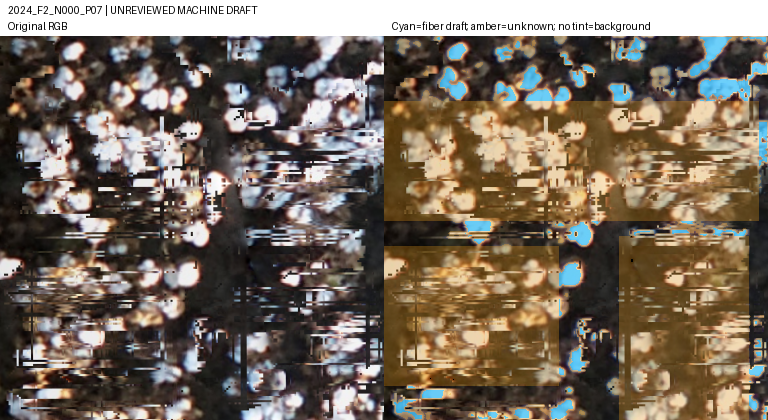 2024_F2_N000_P07 | UNREVIEWED MACHINE DRAFT
Original RGB
Cyan=fiber draft; amber=unknown; no tint=background